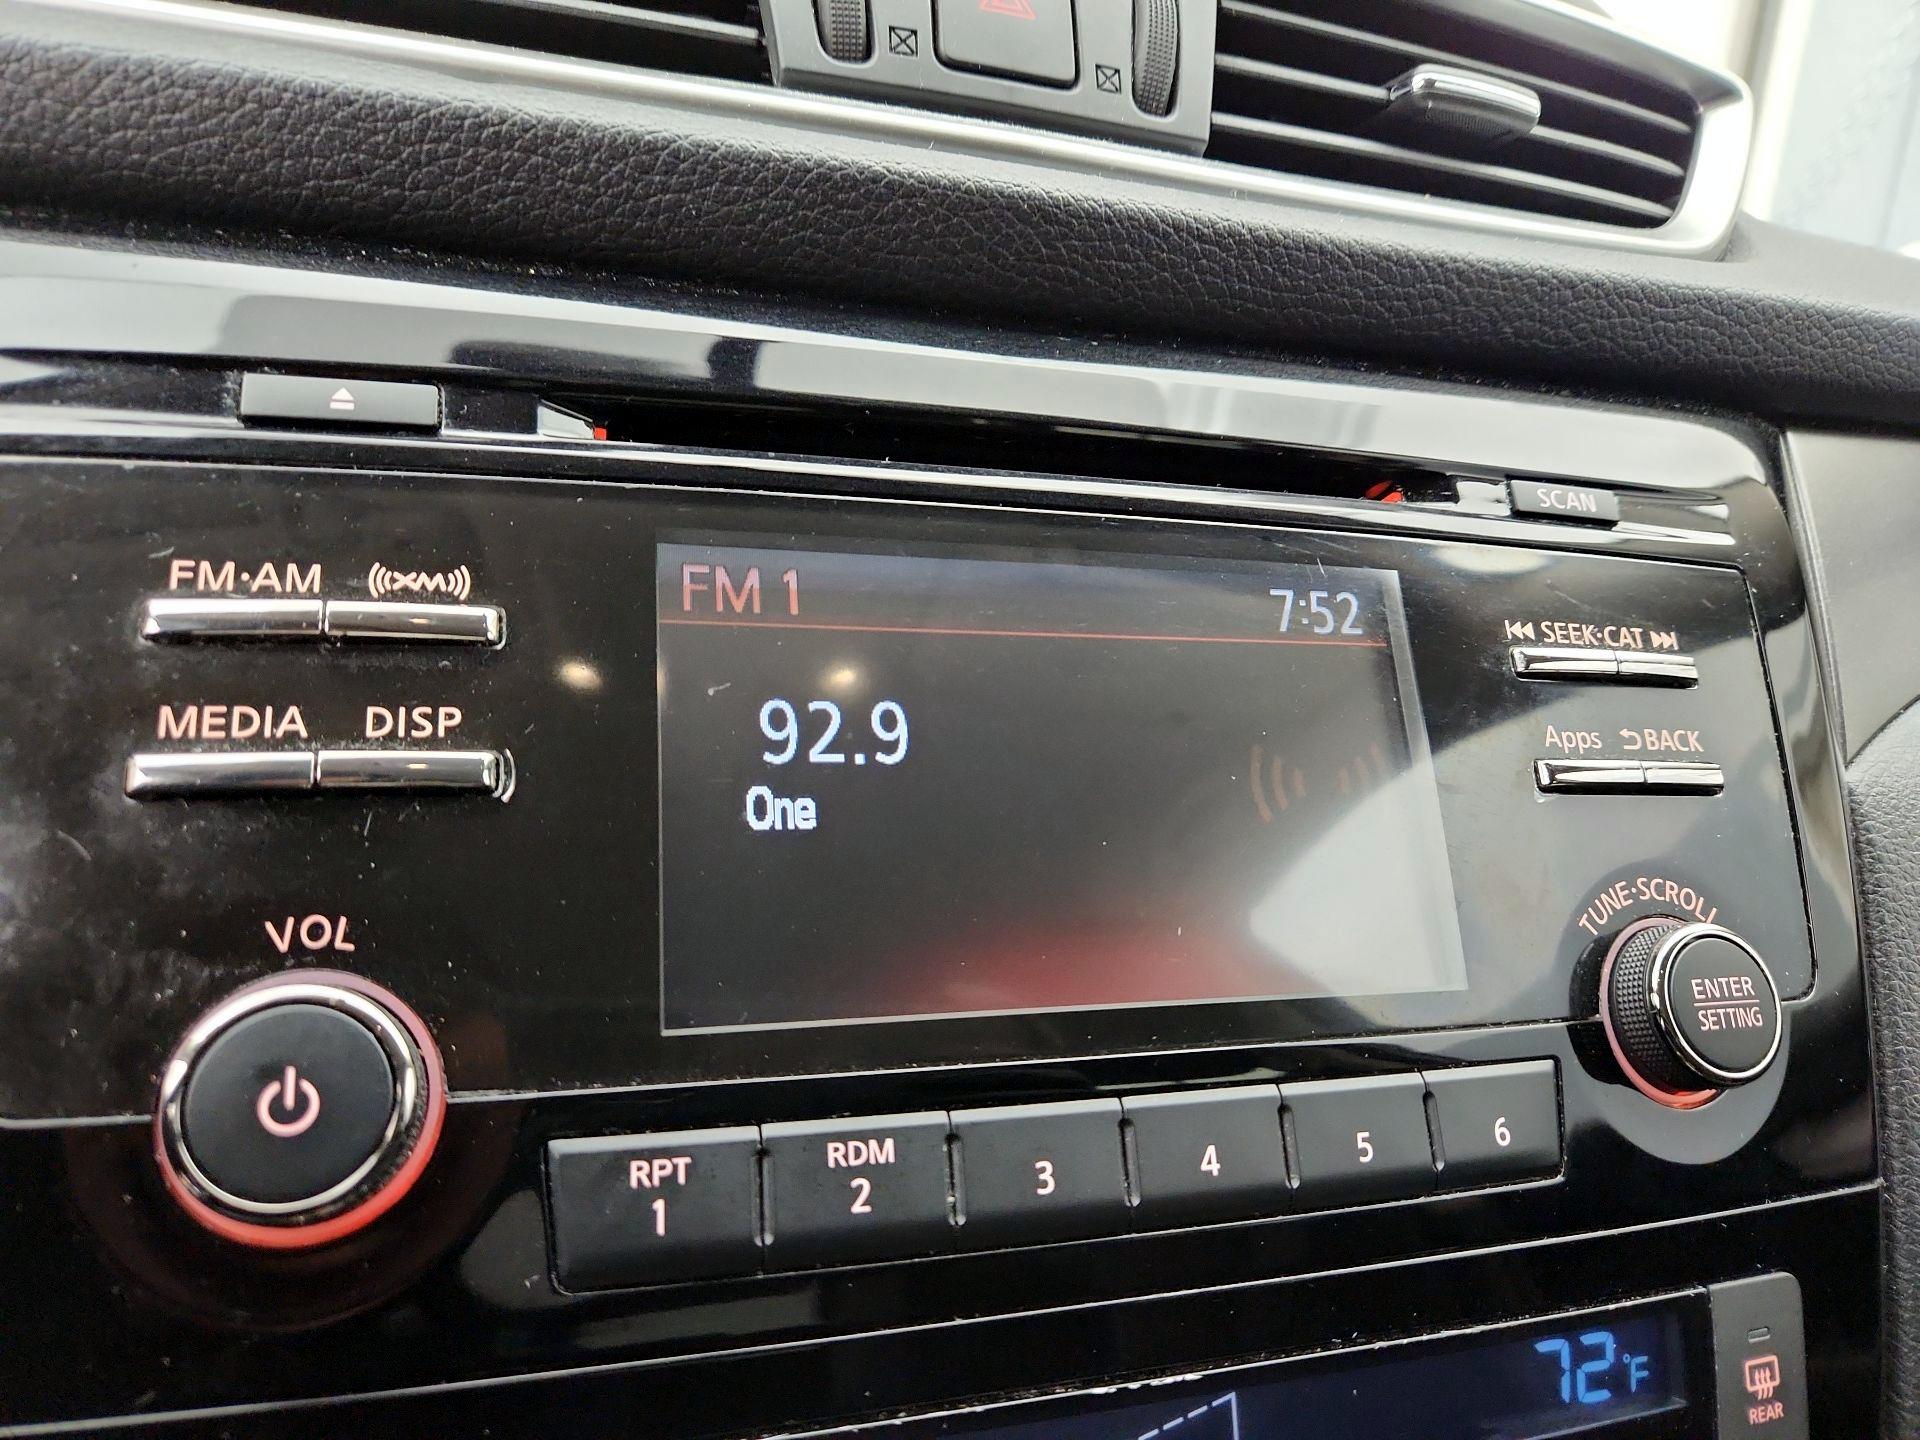 SCAN
FM·AM XM
FM 1 7:52
SEEK·CAT
MEDIA DISP
92.9
Apps BACK
One
VOL
TUNE·SCROLL
ENTER
SETTING
RPT
1
RDM
2
3
4
5
6
72°F
REAR